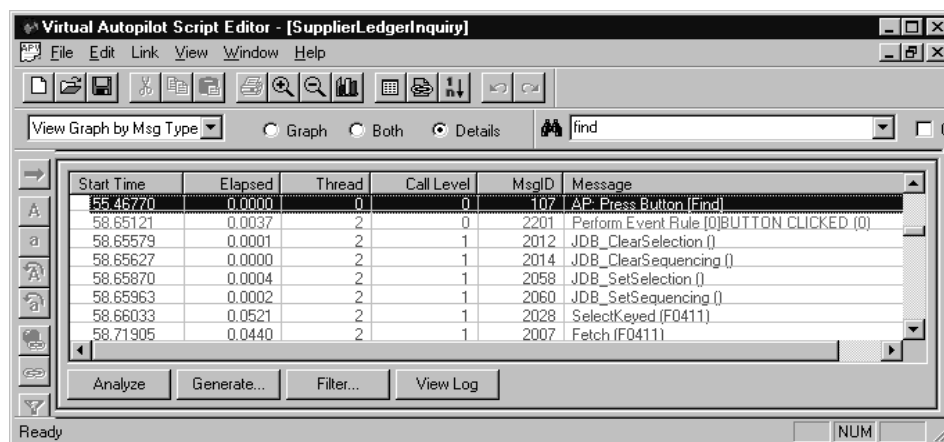 Virtual Autopilot Script Editor - [SupplierLedgerInquiry]
File Edit Link View Window Help
View Graph by Msg Type Graph Both Details find
Start Time Elapsed Thread Call Level MsgID Message
55.46770 0.0000 0 0 107 AP: Press Button [Find]
58.65121 0.0037 2 0 2201 Perform Event Rule [0]BUTTON CLICKED (0)
58.65579 0.0001 2 1 2012 JDB_ClearSelection ()
58.65627 0.0000 2 1 2014 JDB_ClearSequencing ()
58.65870 0.0004 2 1 2058 JDB_SetSelection ()
58.65963 0.0002 2 1 2060 JDB_SetSequencing ()
58.66033 0.0521 2 1 2028 SelectKeyed (F0411)
58.71905 0.0440 2 1 2007 Fetch (F0411)
Analyze Generate... Filter... View Log
Ready NUM